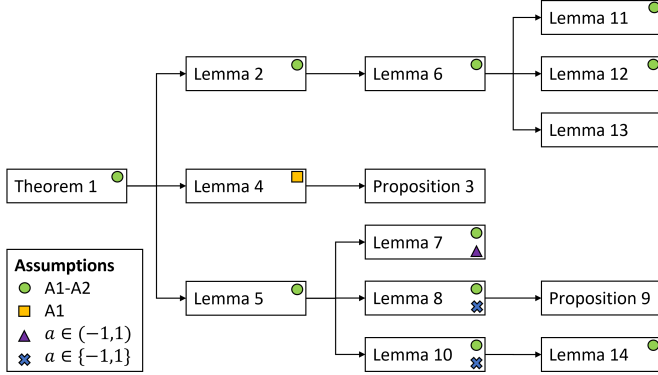 Lemma 11
Lemma 2
Lemma 6
Lemma 12
Lemma 13
Theorem 1
Lemma 4
Proposition 3
Lemma 7
Assumptions
A1-A2
A1
a ∈ (−1,1)
a ∈ {−1,1}
Lemma 5
Lemma 8
Proposition 9
Lemma 10
Lemma 14